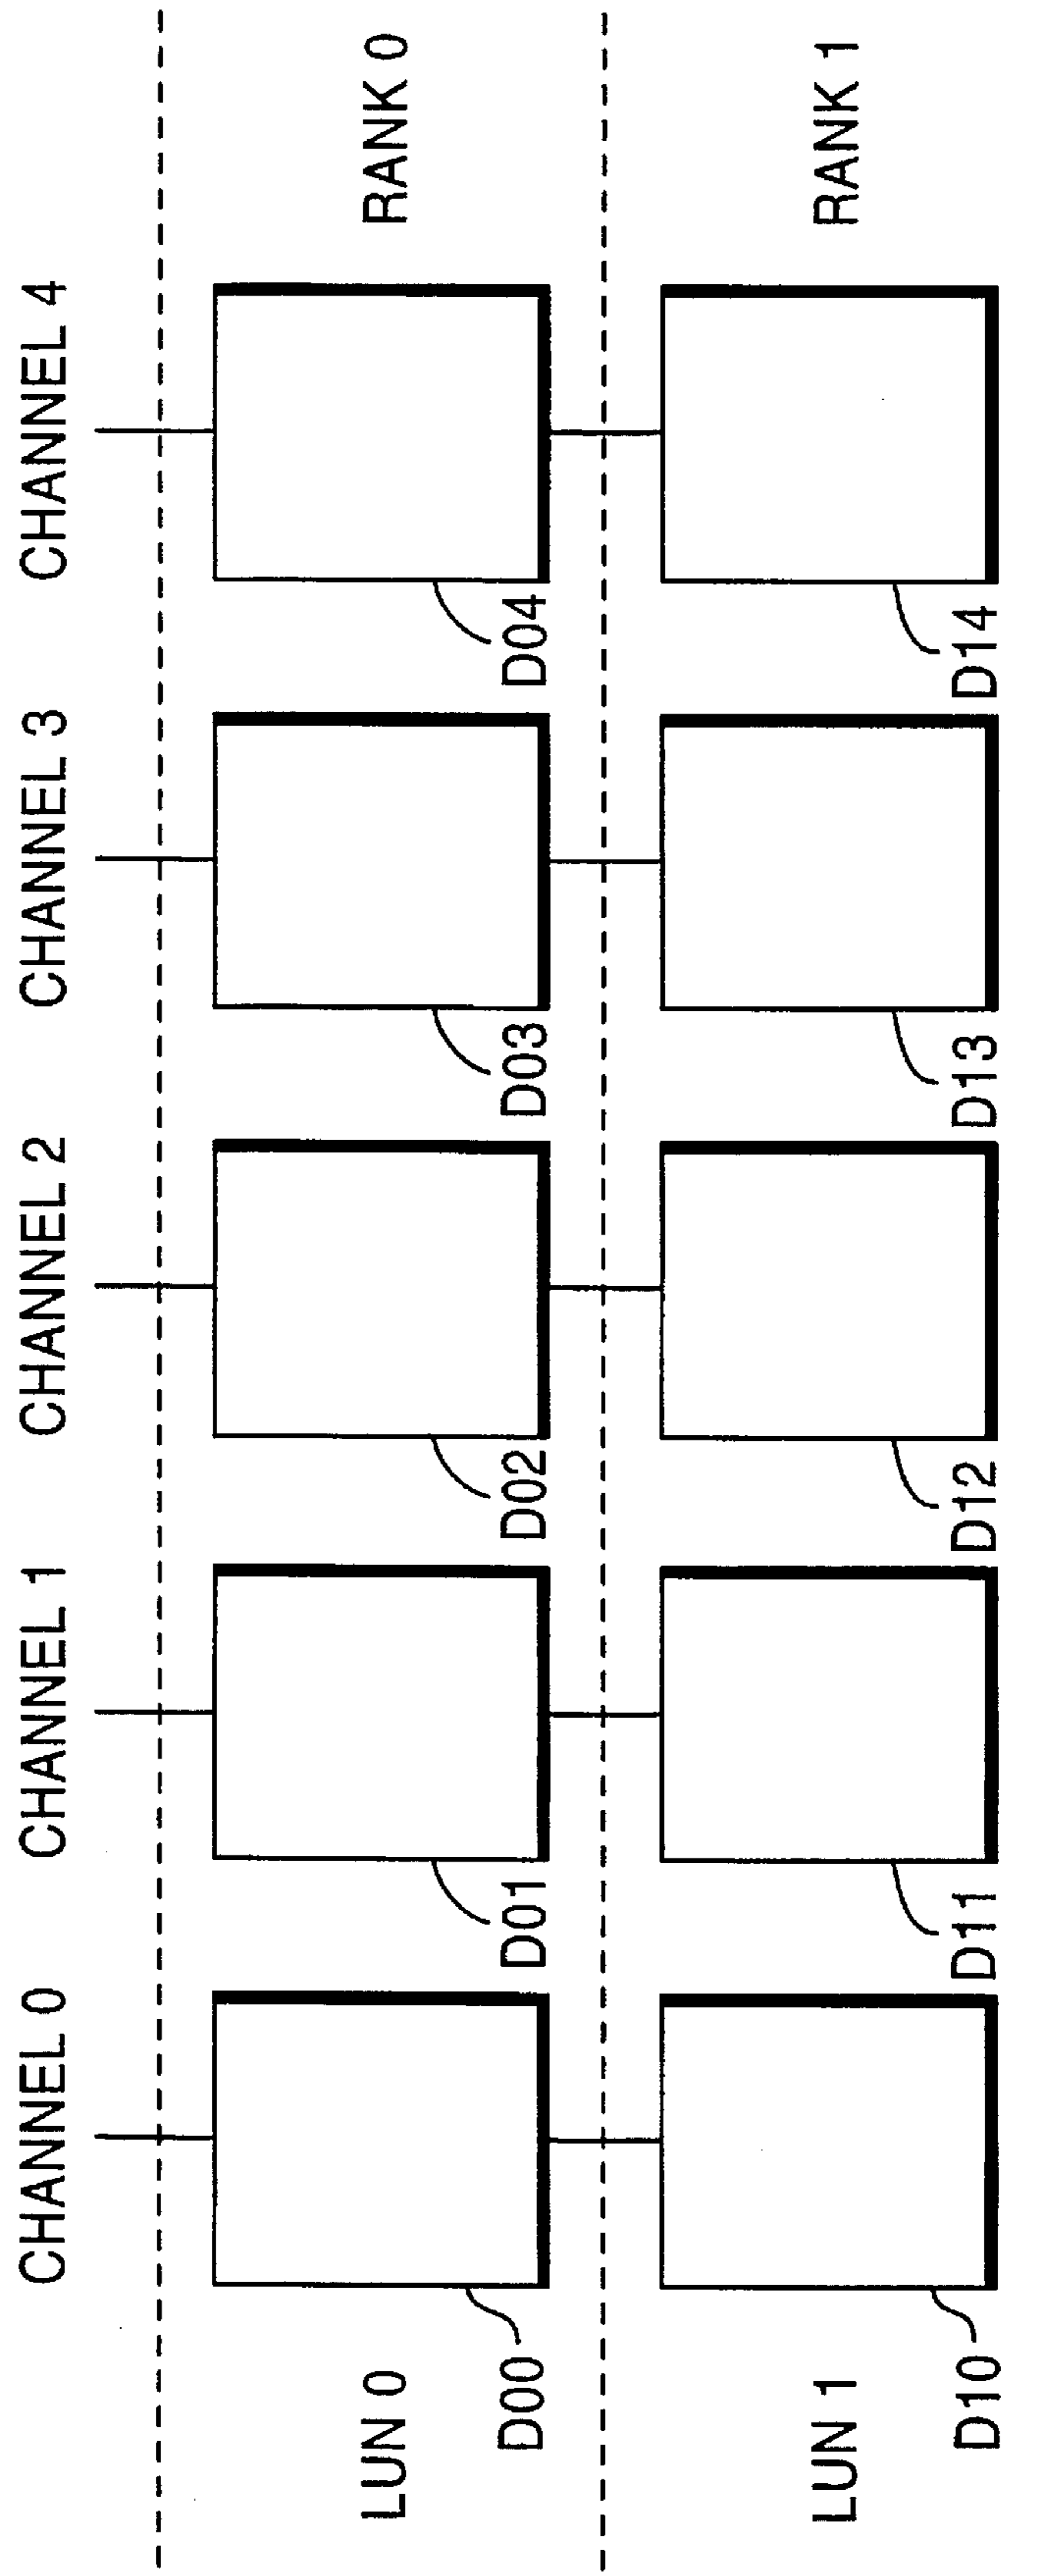 CHANNEL 0 CHANNEL 1 CHANNEL 2 CHANNEL 3 CHANNEL 4
LUN 0 RANK 0
D00 D01 D02 D03 D04
LUN 1 RANK 1
D10 D11 D12 D13 D14